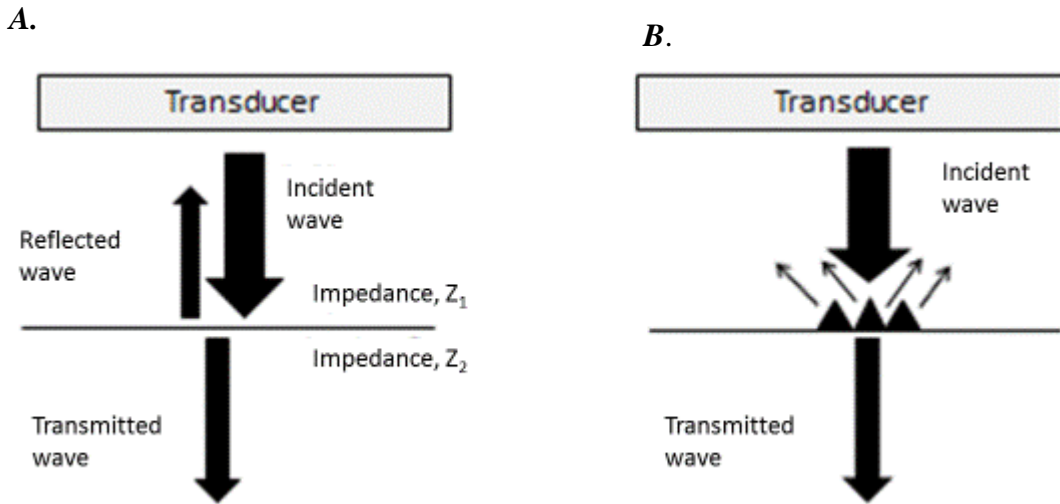 A.
Transducer
Incident
wave
Reflected
wave
Impedance, Z₁
Impedance, Z₂
Transmitted
wave
B.
Transducer
Incident
wave
Transmitted
wave